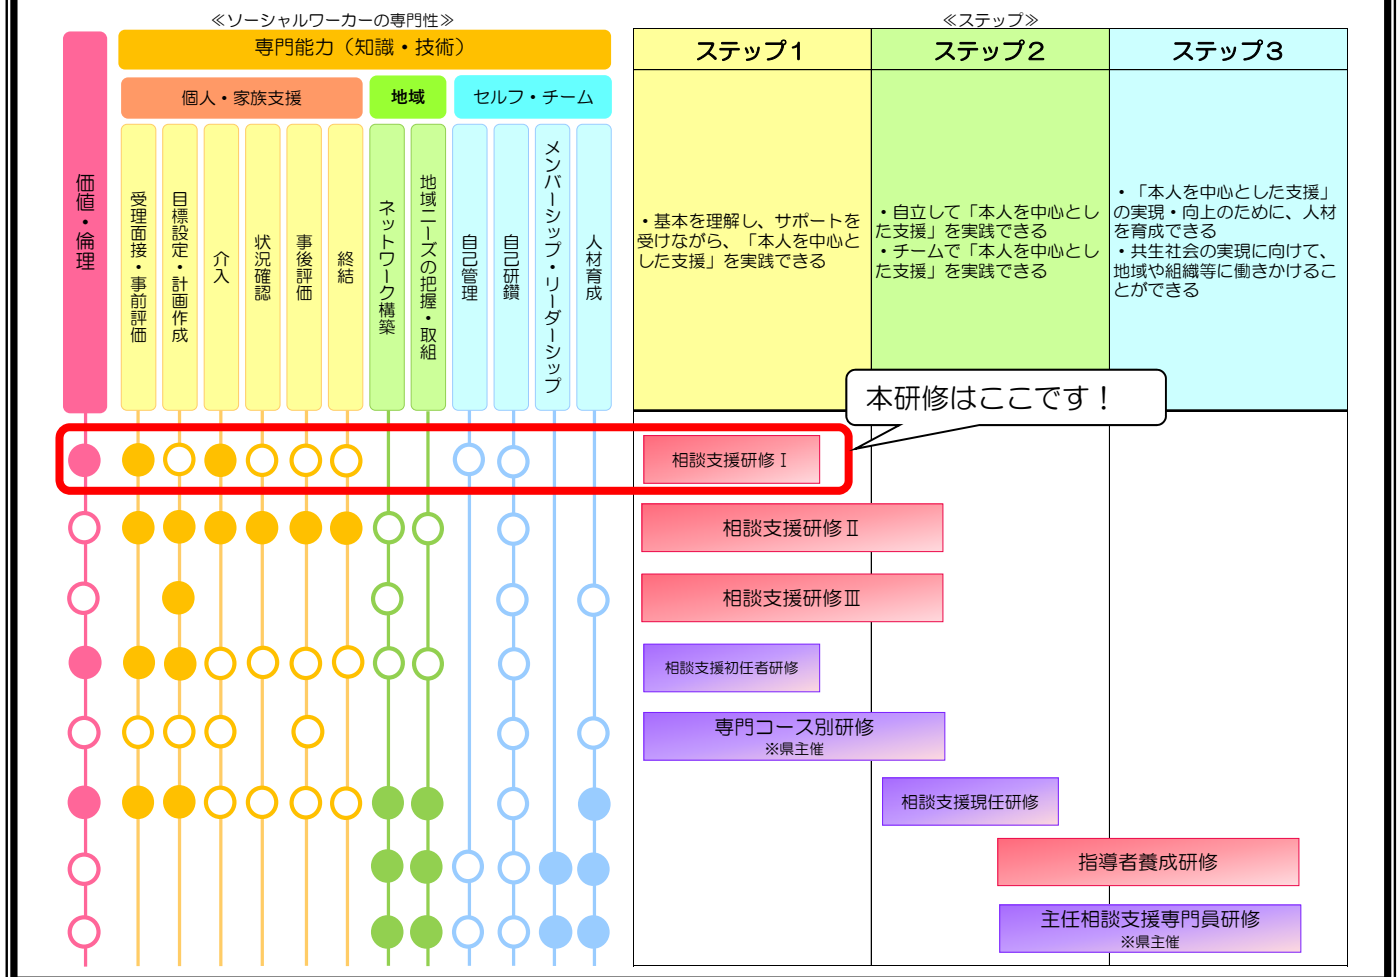 ≪ソーシャルワーカーの専門性≫
≪ステップ≫
価値・倫理
専門能力（知識・技術）
個人・家族支援
地域
セルフ・チーム
受理面接・事前評価
目標設定・計画作成
介入
状況確認
事後評価
終結
ネットワーク構築
地域ニーズの把握・取組
自己管理
自己研鑽
メンバーシップ・リーダーシップ
人材育成
ステップ１
ステップ２
ステップ３
・基本を理解し、サポートを
受けながら、「本人を中心と
した支援」を実践できる
・自立して「本人を中心とし
た支援」を実践できる
・チームで「本人を中心とし
た支援」を実践できる
・「本人を中心とした支援」
の実現・向上のために、人材
を育成できる
・共生社会の実現に向けて、
地域や組織等に働きかけるこ
とができる
本研修はここです！
相談支援研修Ⅰ
相談支援研修Ⅱ
相談支援研修Ⅲ
相談支援初任者研修
専門コース別研修
※県主催
相談支援現任研修
指導者養成研修
主任相談支援専門員研修
※県主催